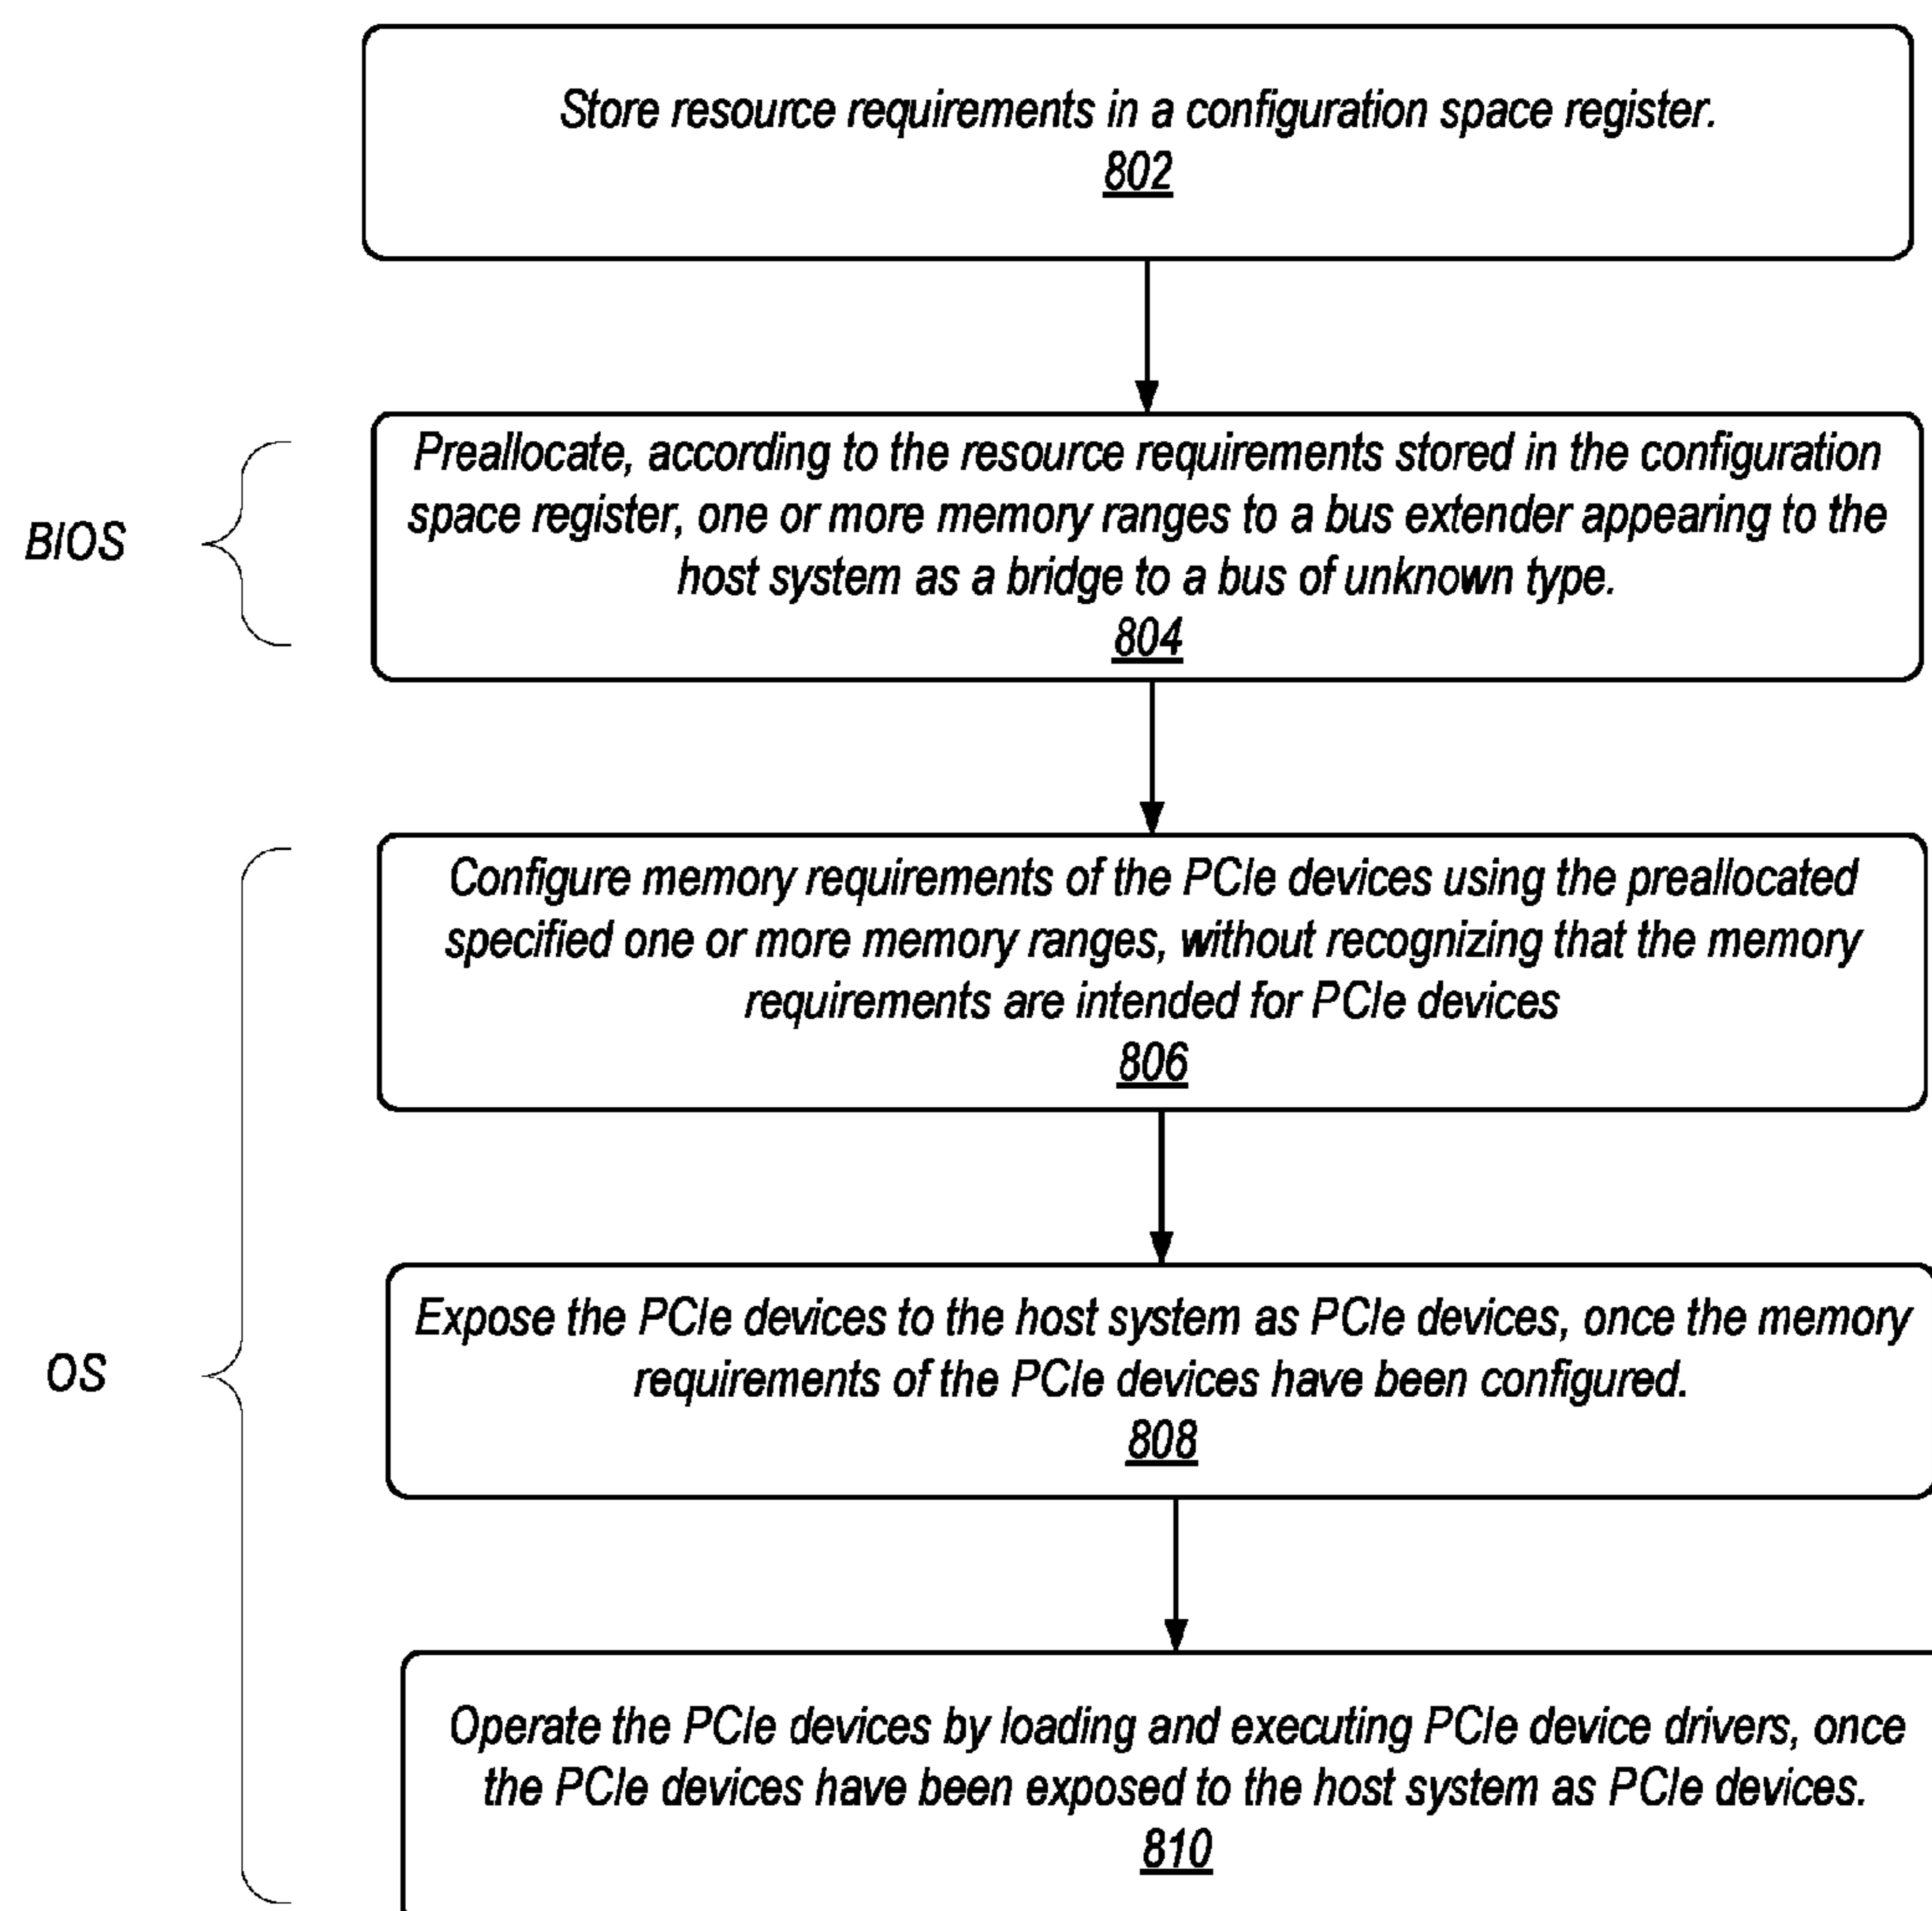 Store resource requirements in a configuration space register.
802
Preallocate, according to the resource requirements stored in the configuration
space register, one or more memory ranges to a bus extender appearing to the
host system as a bridge to a bus of unknown type.
804
BIOS
Configure memory requirements of the PCIe devices using the preallocated
specified one or more memory ranges, without recognizing that the memory
requirements are intended for PCIe devices
806
Expose the PCIe devices to the host system as PCIe devices, once the memory
requirements of the PCIe devices have been configured.
808
OS
Operate the PCIe devices by loading and executing PCIe device drivers, once
the PCIe devices have been exposed to the host system as PCIe devices.
810